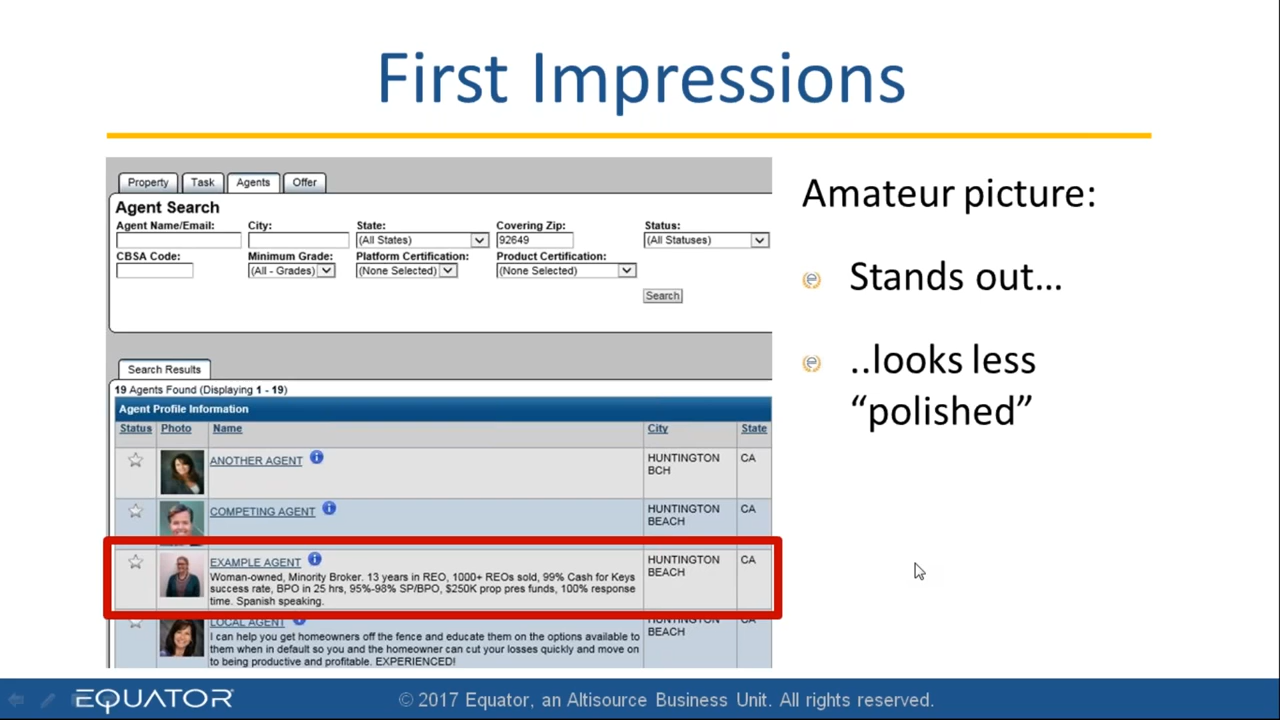 First Impressions
Property Task Agents Offer
Agent Search
Agent Name/Email: City: State: Covering Zip: Status:
(All States) 92649 (All Statuses)
CBSA Code: Minimum Grade: Platform Certification: Product Certification:
(All - Grades) (None Selected) (None Selected)
Search
Search Results
19 Agents Found (Displaying 1 - 19)
Agent Profile Information
Status Photo Name City State
ANOTHER AGENT HUNTINGTON CA
BCH
COMPETING AGENT HUNTINGTON CA
BEACH
EXAMPLE AGENT HUNTINGTON CA
Woman-owned, Minority Broker. 13 years in REO, 1000+ REOs sold, 99% Cash for Keys BEACH
success rate, BPO in 25 hrs, 95%-98% SP/BPO, $250K prop pres funds, 100% response
time. Spanish speaking.
LOCAL AGENT HUNTINGTON CA
I can help you get homeowners off the fence and educate them on the options available to BEACH
them when in default so you and the homeowner can cut your losses quickly and move on
to being productive and profitable. EXPERIENCED!
Amateur picture:
Stands out...
..looks less
“polished”
EQUATOR © 2017 Equator, an Altisource Business Unit. All rights reserved.